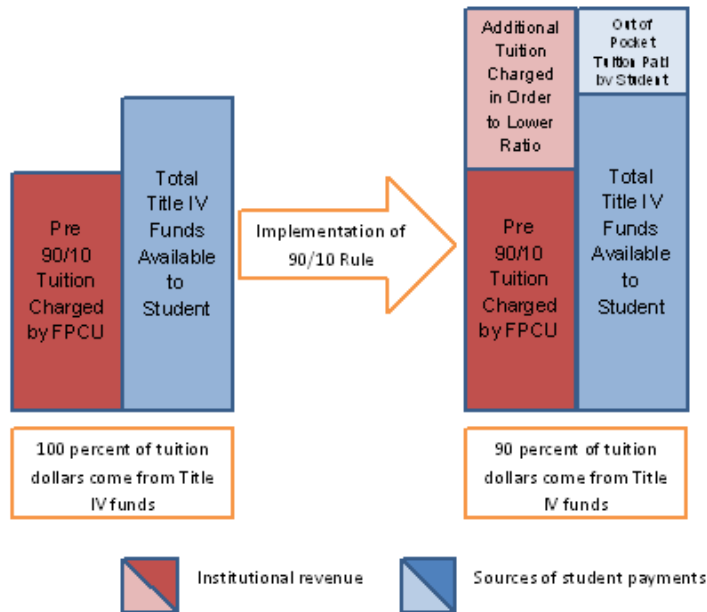 Pre
90/10
Tuition
Charged
by FPCU
Total
Title IV
Funds
Available
to
Student
100 percent of tuition
dollars come from Title
IV funds
Implementation of
90/10 Rule
Additional
Tuition
Charged
in Order
to Lower
Ratio
Pre
90/10
Tuition
Charged
by FPCU
Out of
Pocket
Tuition Paid
by Student
Total
Title IV
Funds
Available
to
Student
90 percent of tuition
dollars come from Title
IV funds
Institutional revenue
Sources of student payments